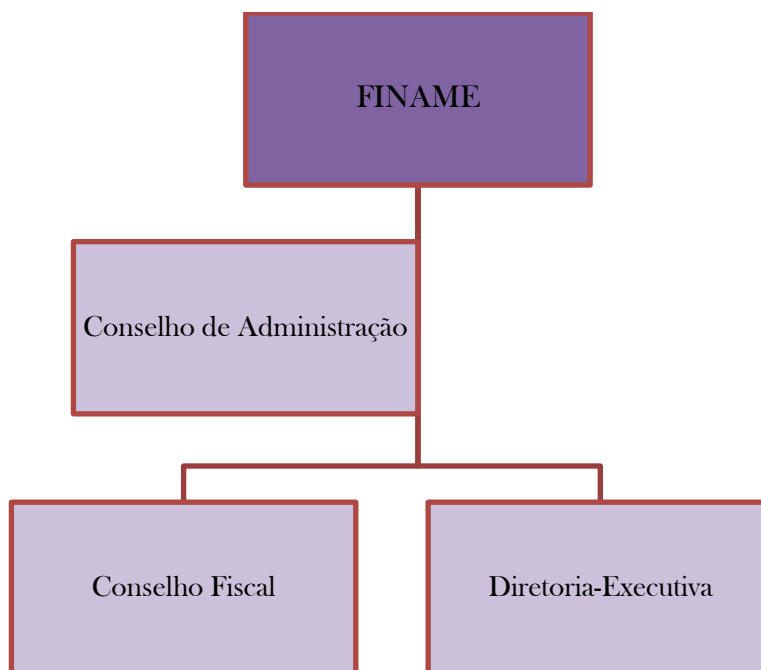 FINAME
Conselho de Administração
Conselho Fiscal
Diretoria-Executiva